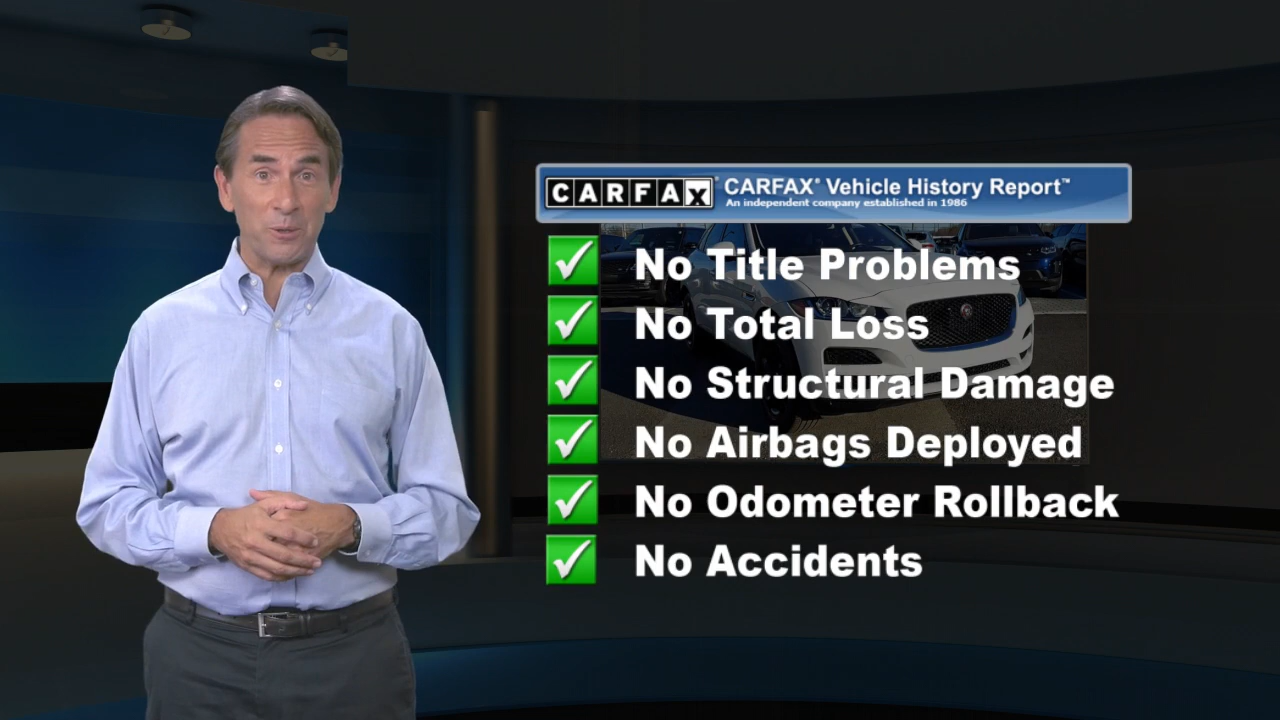 CARFAX® CARFAX® Vehicle History Report™
An independent company established in 1986
No Title Problems
No Total Loss
No Structural Damage
No Airbags Deployed
No Odometer Rollback
No Accidents